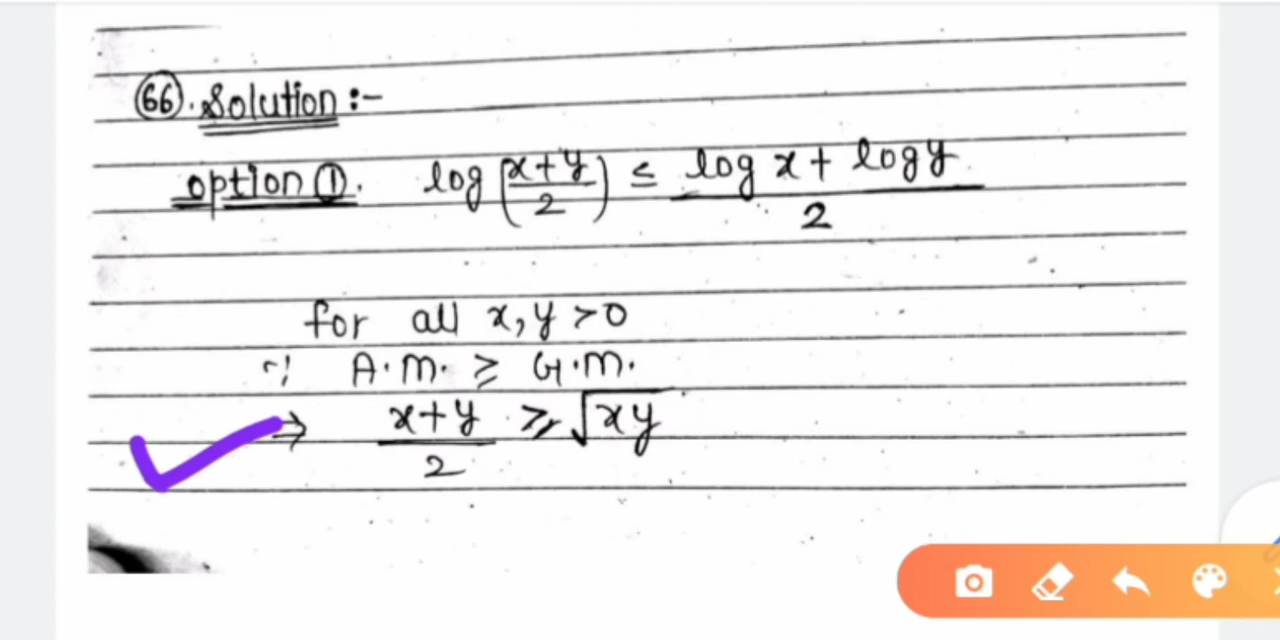 66. Solution :-
option ①. log (x+y/2) ≤ log x + log y / 2
for all x, y > 0
∵ A.M. ≥ G.M.
⇒ x+y/2 ≥ √xy